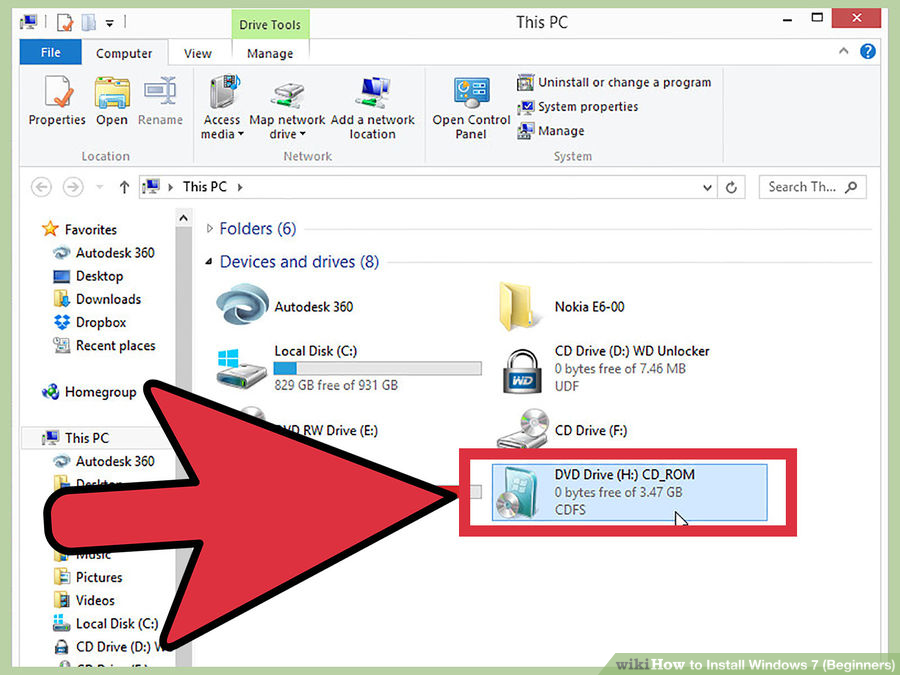 Drive Tools
This PC
File
Computer
View
Manage
Properties
Open
Rename
Access media
Map network drive
Add a network location
Open Control Panel
Uninstall or change a program
System properties
Manage
Location
Network
System
This PC
Search Th...
Favorites
Autodesk 360
Desktop
Downloads
Dropbox
Recent places
Homegroup
This PC
Autodesk 360
Desktop
Music
Pictures
Videos
Local Disk (C:)
CD Drive (D:) W
CD Drive (F:)
Folders (6)
Devices and drives (8)
Autodesk 360
Nokia E6-00
Local Disk (C:)
829 GB free of 931 GB
CD Drive (D:) WD Unlocker
0 bytes free of 7.46 MB
UDF
WD
DVD RW Drive (E:)
CD Drive (F:)
DVD Drive (H:) CD_ROM
0 bytes free of 3.47 GB
CDFS
wikiHow to Install Windows 7 (Beginners)